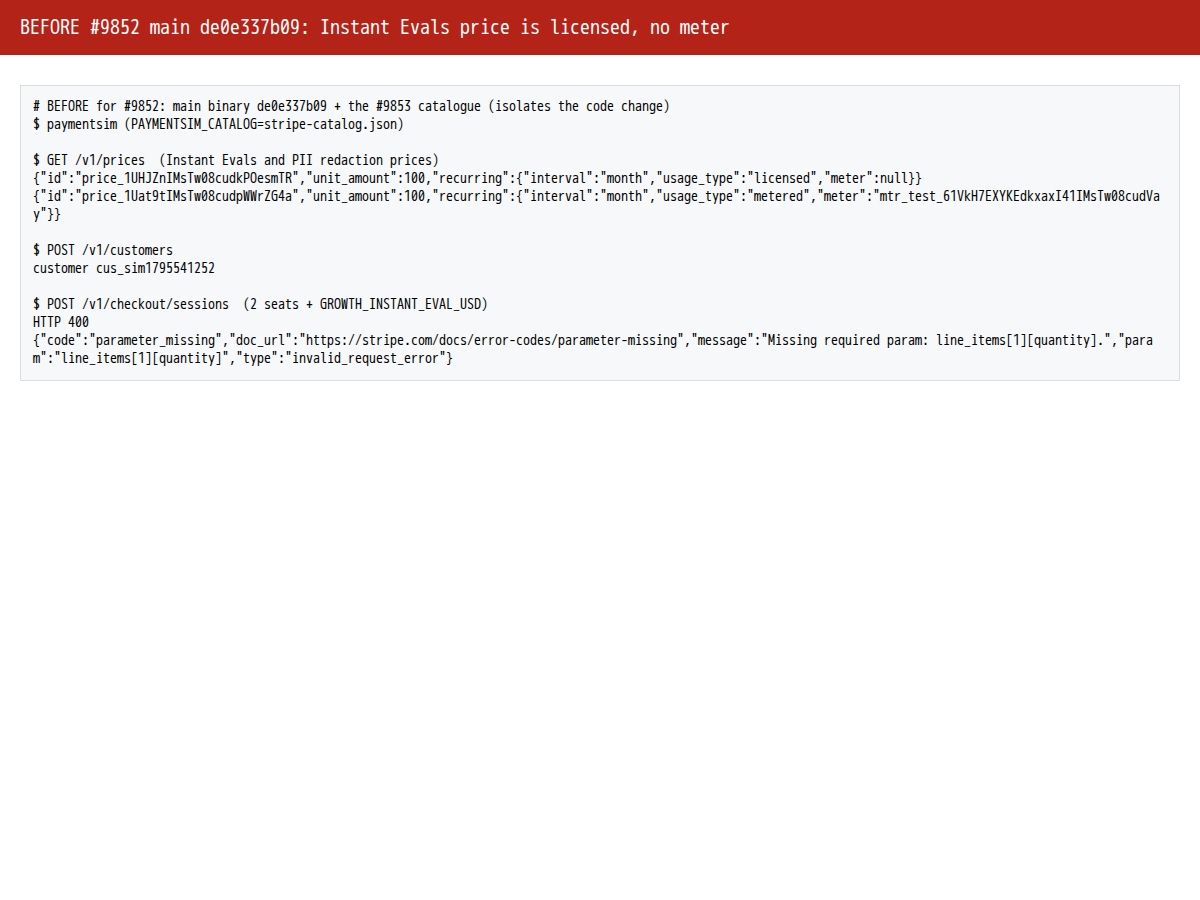 BEFORE #9852 main de0e337b09: Instant Evals price is licensed, no meter
# BEFORE for #9852: main binary de0e337b09 + the #9853 catalogue (isolates the code change)
$ paymentsim (PAYMENTSIM_CATALOG=stripe-catalog.json)
$ GET /v1/prices  (Instant Evals and PII redaction prices)
{"id":"price_1UHJZnIMsTw08cudkPOesmTR","unit_amount":100,"recurring":{"interval":"month","usage_type":"licensed","meter":null}}
{"id":"price_1Uat9tIMsTw08cudpWWrZG4a","unit_amount":100,"recurring":{"interval":"month","usage_type":"metered","meter":"mtr_test_61VkH7EXYKEdkxaxI41IMsTw08cudVa
y"}}
$ POST /v1/customers
customer cus_sim1795541252
$ POST /v1/checkout/sessions  (2 seats + GROWTH_INSTANT_EVAL_USD)
HTTP 400
{"code":"parameter_missing","doc_url":"https://stripe.com/docs/error-codes/parameter-missing","message":"Missing required param: line_items[1][quantity].","para
m":"line_items[1][quantity]","type":"invalid_request_error"}